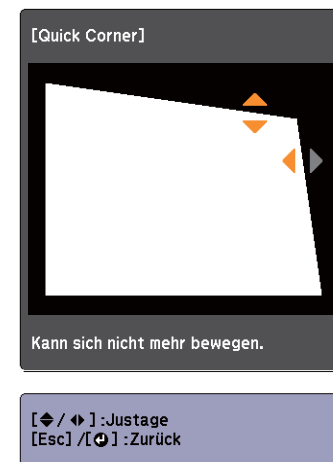 [Quick Corner]
Kann sich nicht mehr bewegen.
[◆/◆]:Justage
[Esc] /[↵] :Zurück